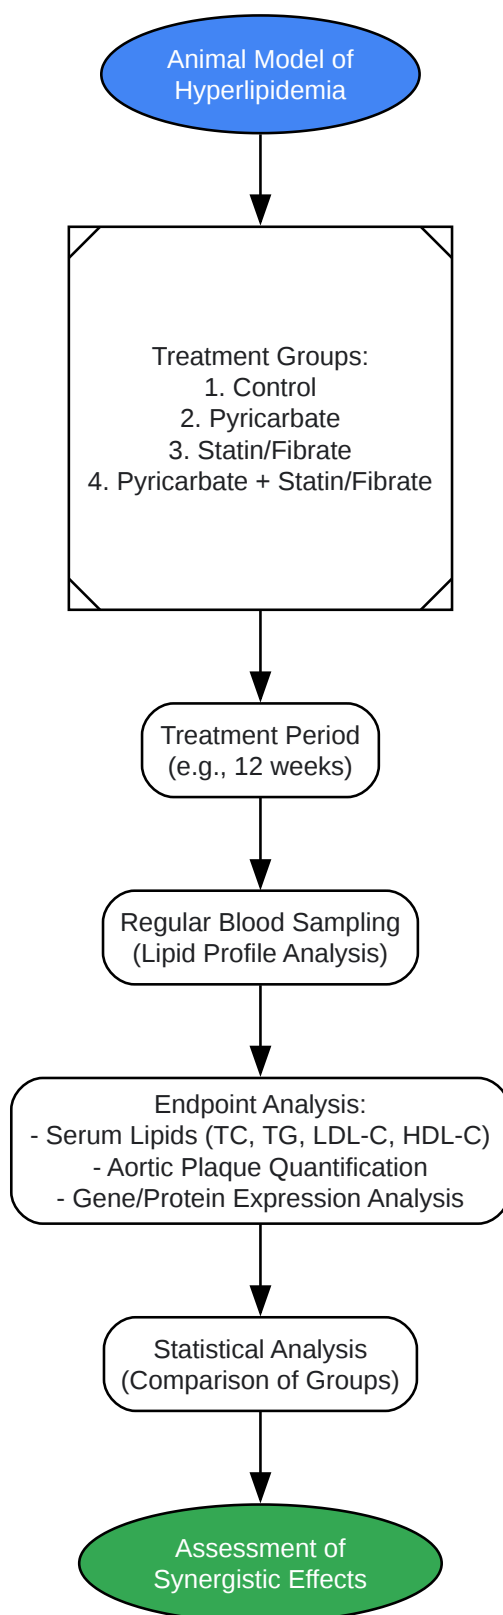 Animal Model of
Hyperlipidemia
Treatment Groups:
1. Control
2. Pyricarbate
3. Statin/Fibrate
4. Pyricarbate + Statin/Fibrate
Treatment Period
(e.g., 12 weeks)
Regular Blood Sampling
(Lipid Profile Analysis)
Endpoint Analysis:
- Serum Lipids (TC, TG, LDL-C, HDL-C)
- Aortic Plaque Quantification
- Gene/Protein Expression Analysis
Statistical Analysis
(Comparison of Groups)
Assessment of
Synergistic Effects